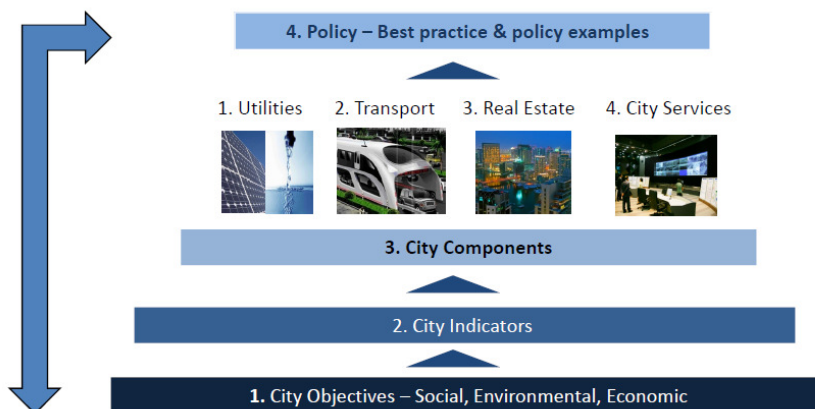 4. Policy – Best practice & policy examples
1. Utilities
2. Transport
3. Real Estate
4. City Services
3. City Components
2. City Indicators
1. City Objectives – Social, Environmental, Economic